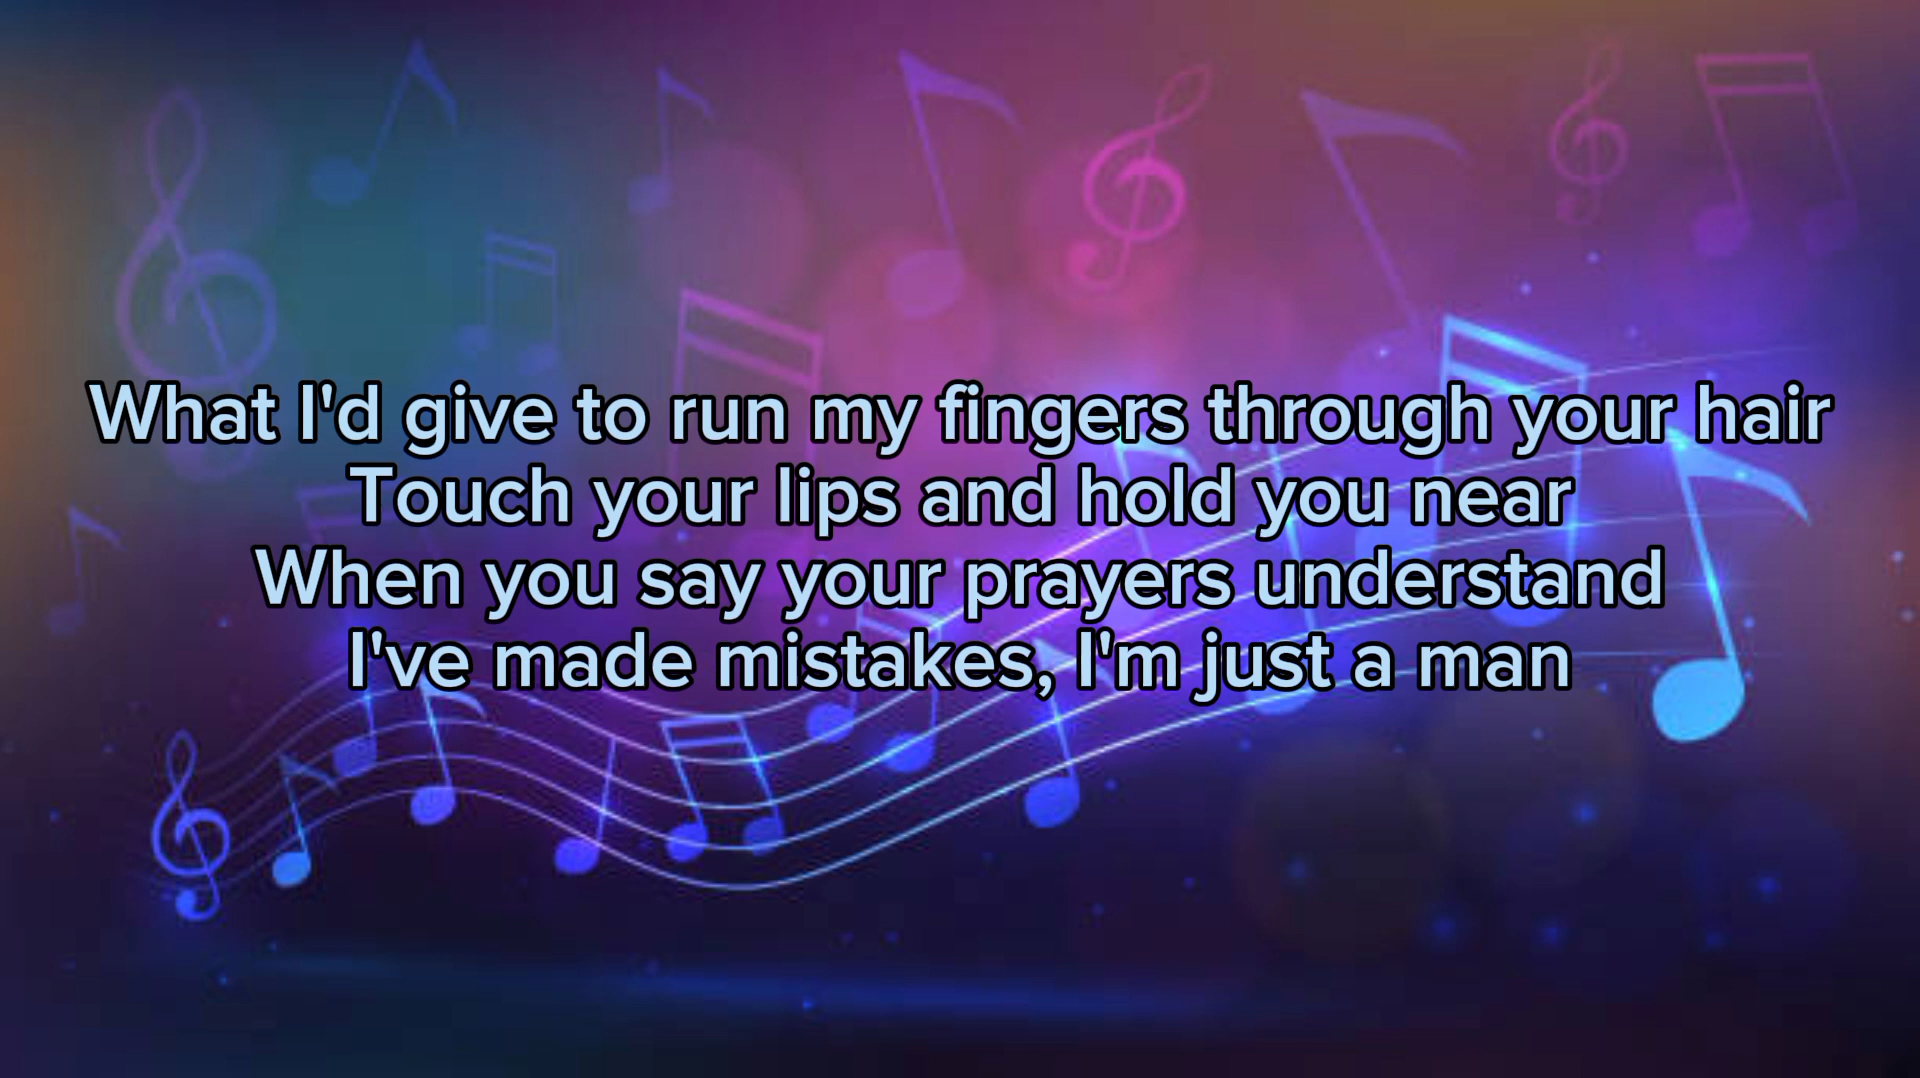 What I'd give to run my fingers through your hair
Touch your lips and hold you near
When you say your prayers understand
I've made mistakes, I'm just a man